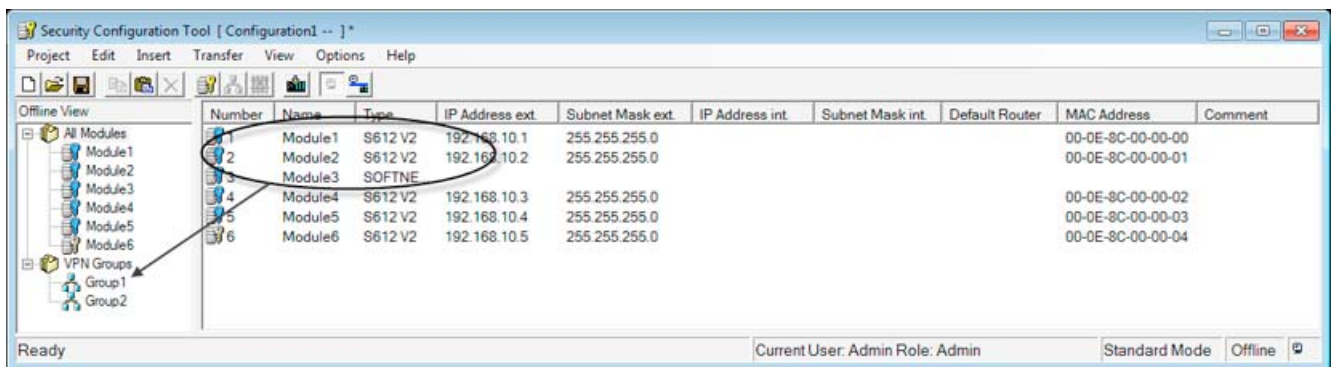 Security Configuration Tool [ Configuration1 -- ] *
Project Edit Insert Transfer View Options Help
Offline View
All Modules
Module1
Module2
Module3
Module4
Module5
Module6
VPN Groups
Group1
Group2
Number Name Type IP Address ext. Subnet Mask ext. IP Address int. Subnet Mask int. Default Router MAC Address Comment
1 Module1 S612 V2 192.168.10.1 255.255.255.0 00-0E-8C-00-00-00
2 Module2 S612 V2 192.168.10.2 255.255.255.0 00-0E-8C-00-00-01
3 Module3 SOFTNE...
4 Module4 S612 V2 192.168.10.3 255.255.255.0 00-0E-8C-00-00-02
5 Module5 S612 V2 192.168.10.4 255.255.255.0 00-0E-8C-00-00-03
6 Module6 S612 V2 192.168.10.5 255.255.255.0 00-0E-8C-00-00-04
Ready Current User: Admin Role: Admin Standard Mode Offline